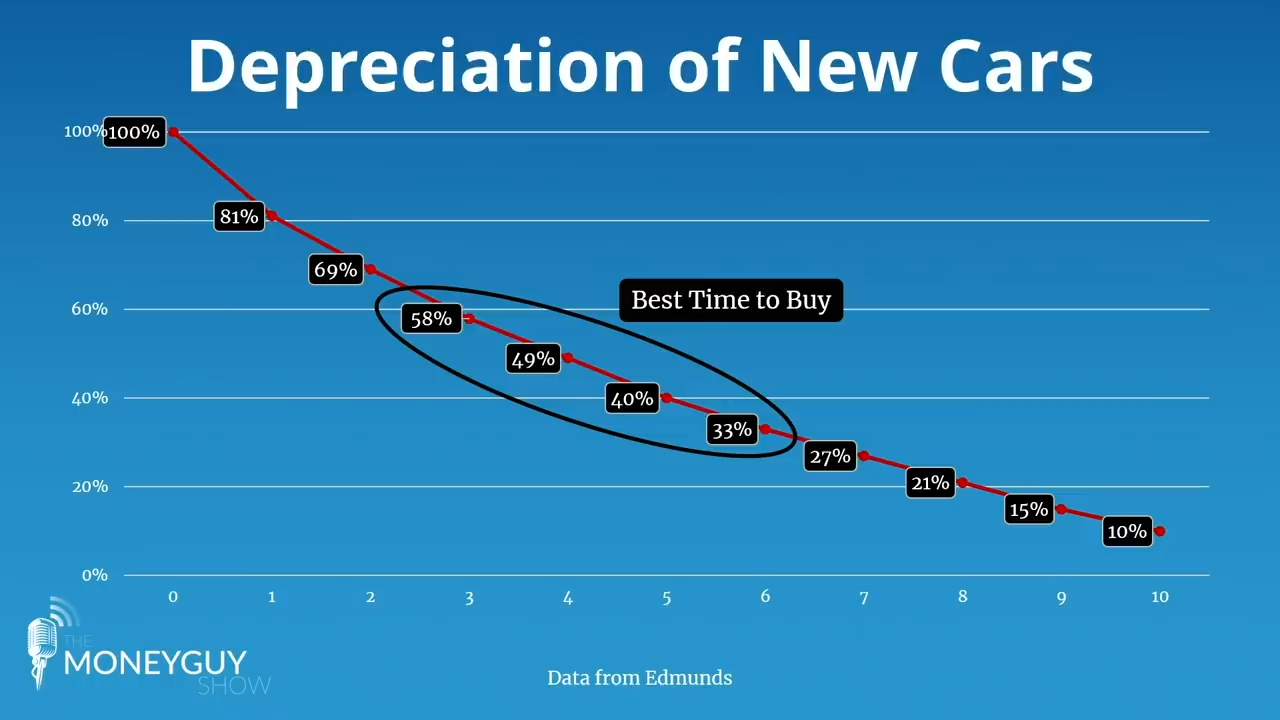 Depreciation of New Cars
100%
100%
81%
80%
69%
Best Time to Buy
60%
58%
49%
40%
40%
33%
27%
20%
21%
15%
10%
0%
0 1 2 3 4 5 6 7 8 9 10
THE
MONEYGUY
SHOW
Data from Edmunds